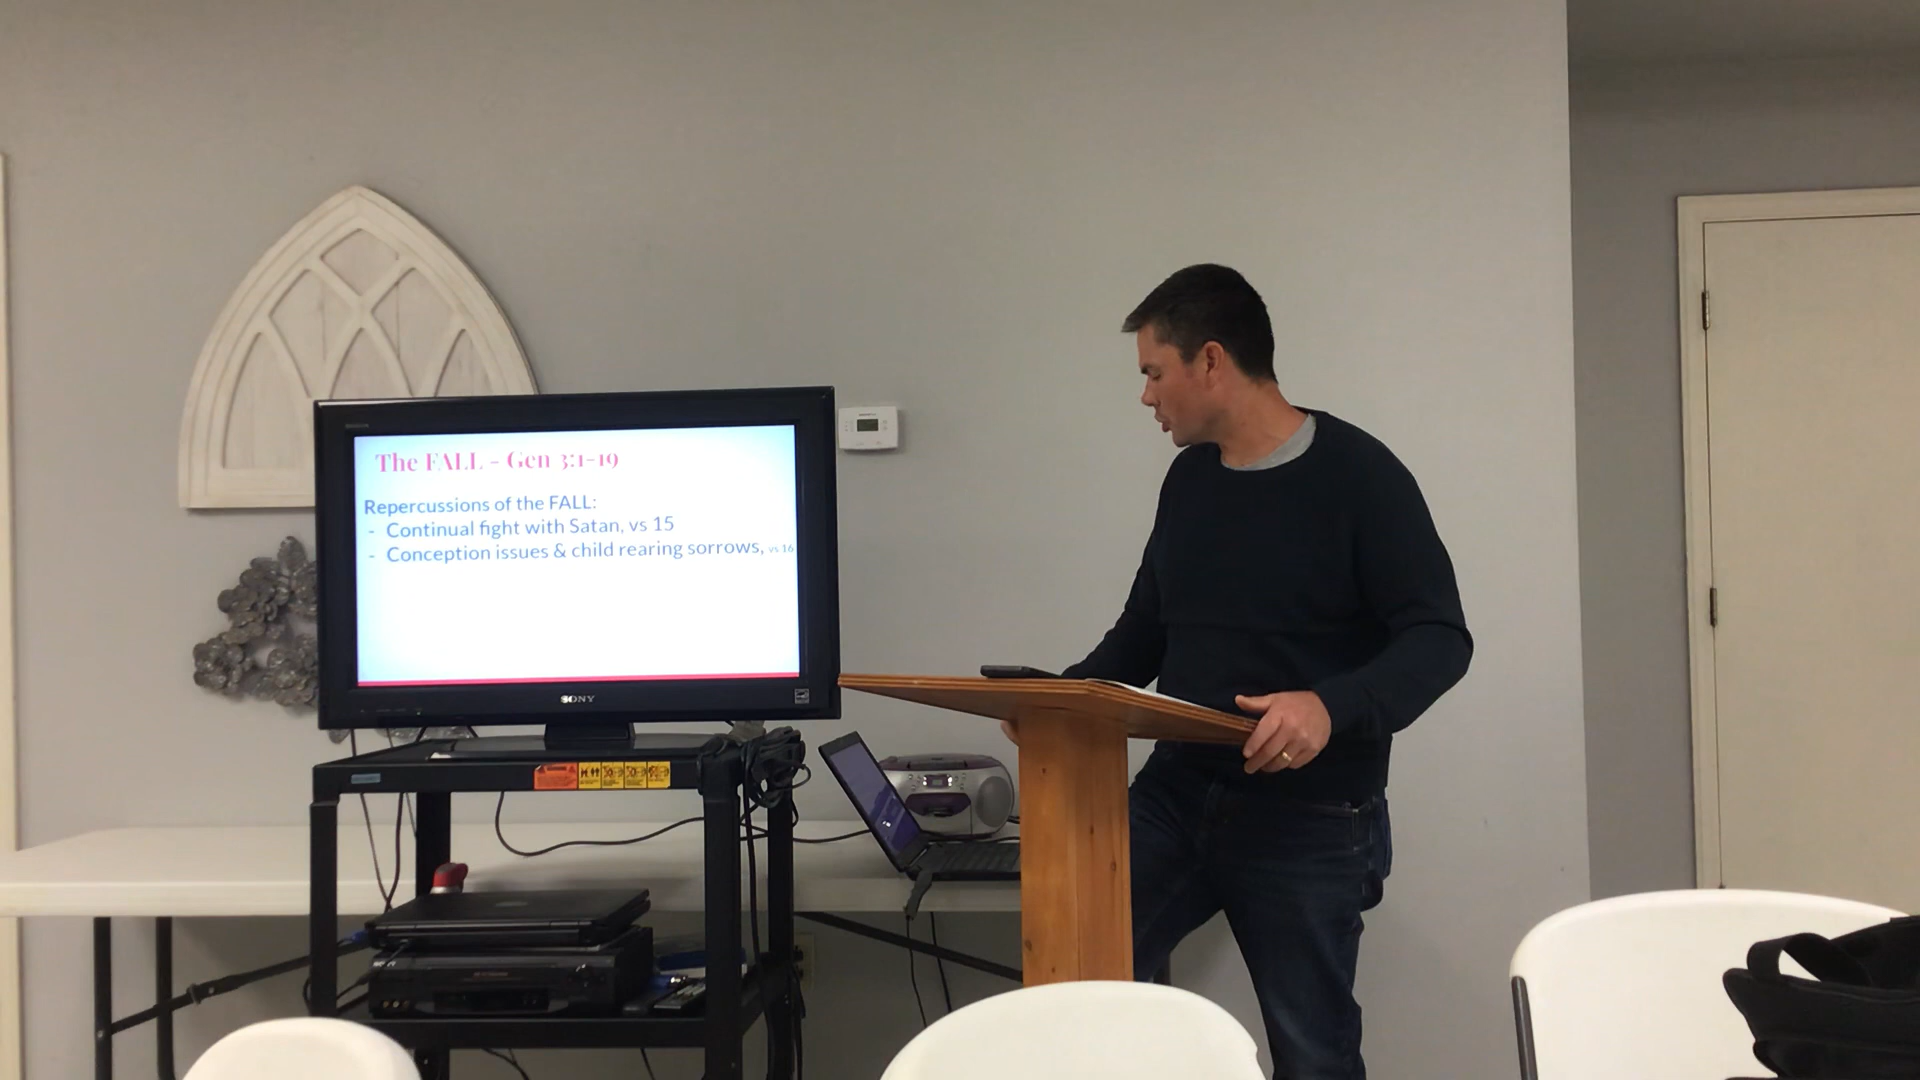 The FALL - Gen 3:1-19
Repercussions of the FALL:
- Continual fight with Satan, vs 15
- Conception issues & child rearing sorrows, vs 16
SONY